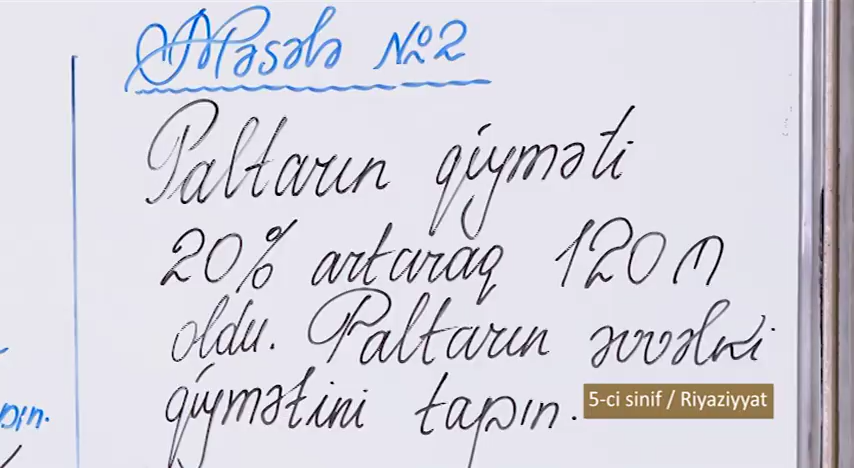 Məsələ №2
Paltarın qiyməti
20% artaraq 120 ₼
oldu. Paltarın əvvəlki
qiymətini tapın.
5-ci sinif / Riyaziyyat